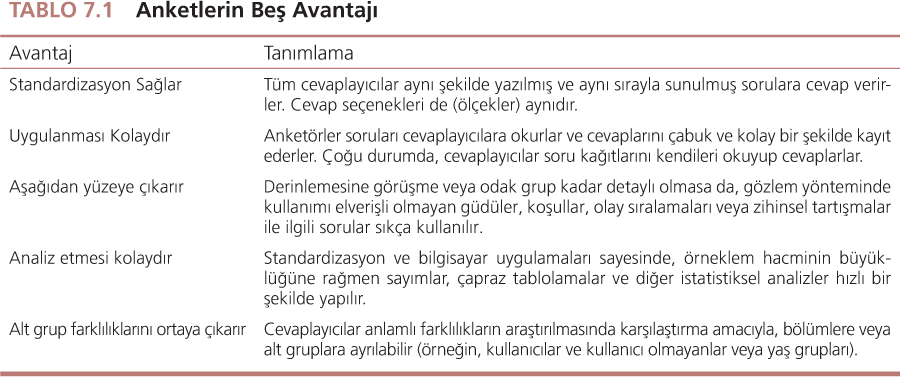 TABLO 7.1 Anketlerin Beş Avantajı
Avantaj Tanımlama
Standardizasyon Sağlar Tüm cevaplayıcılar aynı şekilde yazılmış ve aynı sırayla sunulmuş sorulara cevap verir-
ler. Cevap seçenekleri de (ölçekler) aynıdır.
Uygulanması Kolaydır Anketörler soruları cevaplayıcılara okurlar ve cevaplarını çabuk ve kolay bir şekilde kayıt
ederler. Çoğu durumda, cevaplayıcılar soru kağıtlarını kendileri okuyup cevaplarlar.
Aşağıdan yüzeye çıkarır Derinlemesine görüşme veya odak grup kadar detaylı olmasa da, gözlem yönteminde
kullanımı elverişli olmayan güdüler, koşullar, olay sıralamaları veya zihinsel tartışmalar
ile ilgili sorular sıkça kullanılır.
Analiz etmesi kolaydır Standardizasyon ve bilgisayar uygulamaları sayesinde, örneklem hacminin büyük-
lüğüne rağmen sayımlar, çapraz tablolamalar ve diğer istatistiksel analizler hızlı bir
şekilde yapılır.
Alt grup farklılıklarını ortaya çıkarır Cevaplayıcılar anlamlı farklılıkların araştırılmasında karşılaştırma amacıyla, bölümlere veya
alt gruplara ayrılabilir (örneğin, kullanıcılar ve kullanıcı olmayanlar veya yaş grupları).